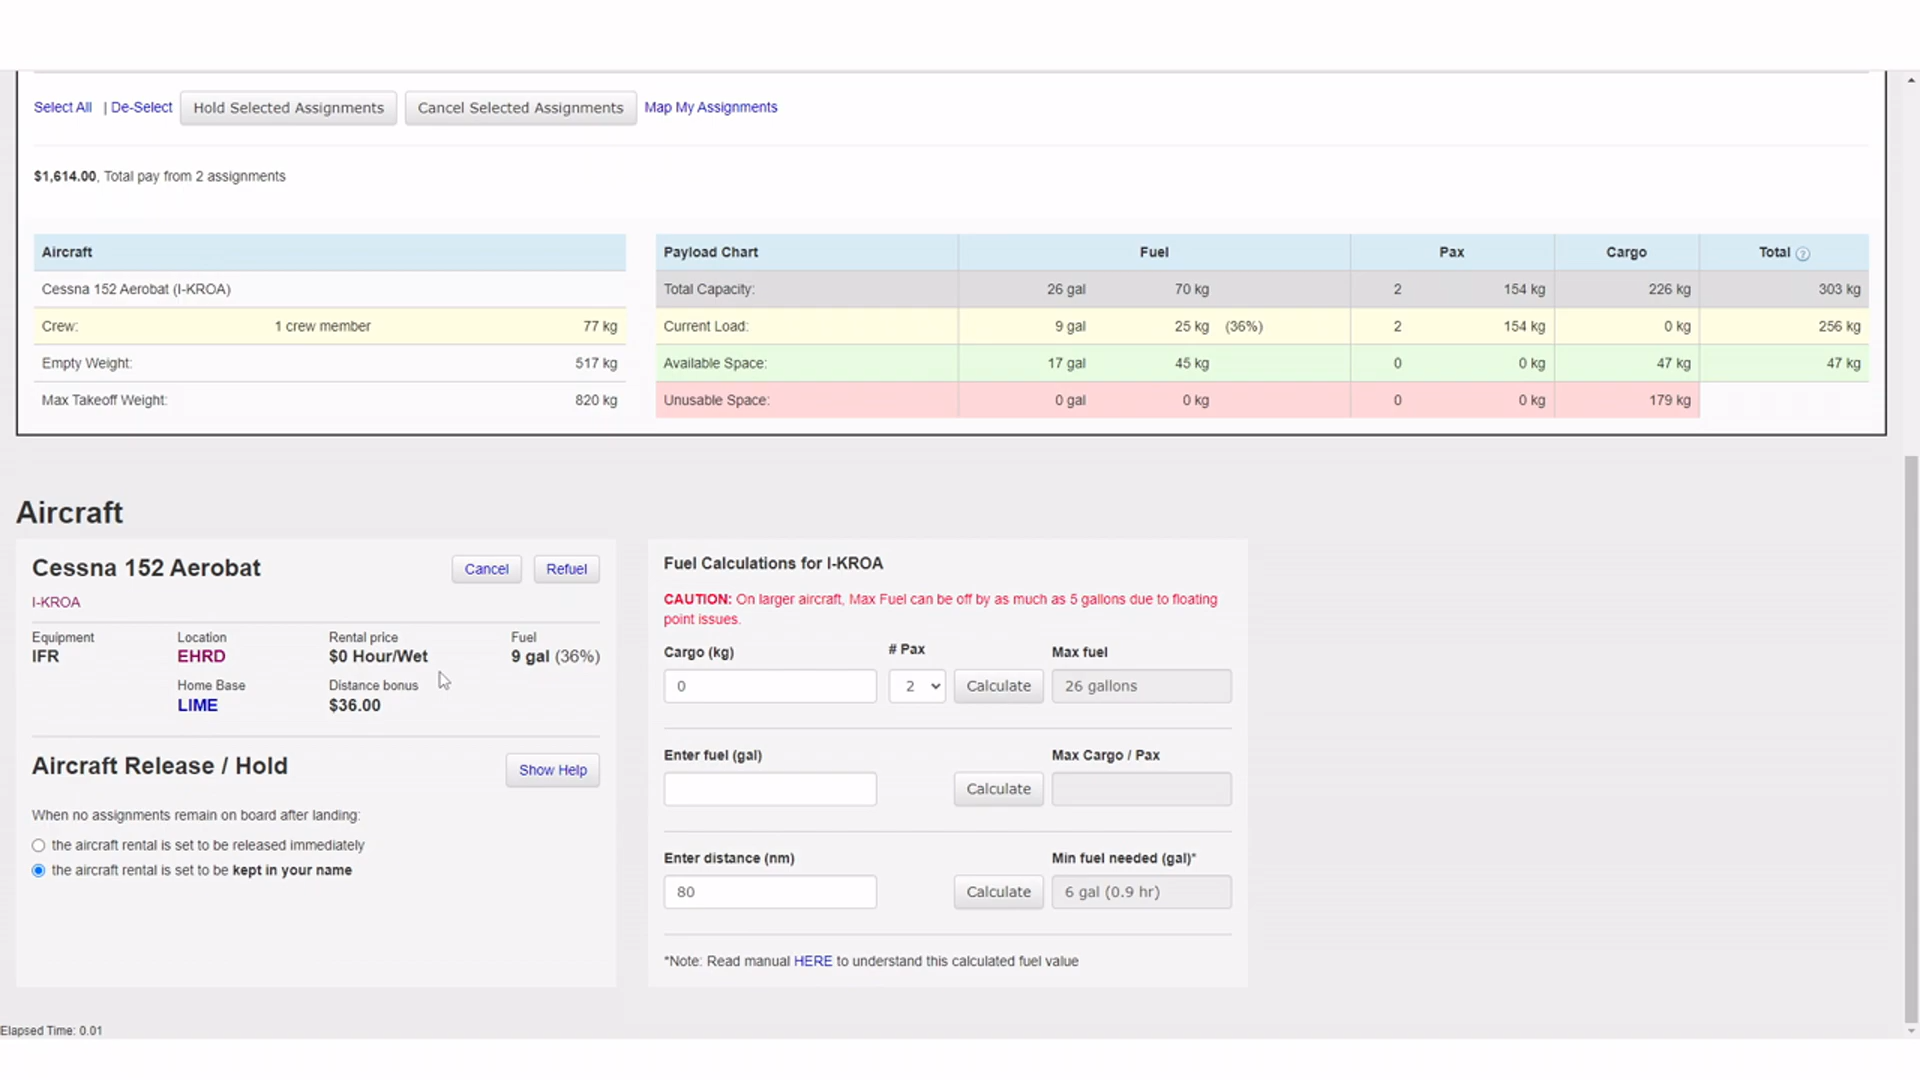 Select All | De-Select Hold Selected Assignments Cancel Selected Assignments Map My Assignments
$1,614.00, Total pay from 2 assignments
Aircraft
Cessna 152 Aerobat (I-KROA)
Crew: 1 crew member 77 kg
Empty Weight: 517 kg
Max Takeoff Weight: 820 kg
Payload Chart Fuel Pax Cargo Total ?
Total Capacity: 26 gal 70 kg 2 154 kg 226 kg 303 kg
Current Load: 9 gal 25 kg (36%) 2 154 kg 0 kg 256 kg
Available Space: 17 gal 45 kg 0 0 kg 47 kg 47 kg
Unusable Space: 0 gal 0 kg 0 0 kg 179 kg
Aircraft
Cessna 152 Aerobat Cancel Refuel
I-KROA
Equipment Location Rental price Fuel
IFR EHRD $0 Hour/Wet 9 gal (36%)
Home Base Distance bonus
LIME $36.00
Aircraft Release / Hold Show Help
When no assignments remain on board after landing:
the aircraft rental is set to be released immediately
the aircraft rental is set to be kept in your name
Fuel Calculations for I-KROA
CAUTION: On larger aircraft, Max Fuel can be off by as much as 5 gallons due to floating
point issues.
Cargo (kg) # Pax Max fuel
0 2 Calculate 26 gallons
Enter fuel (gal) Max Cargo / Pax
Calculate
Enter distance (nm) Min fuel needed (gal)*
80 Calculate 6 gal (0.9 hr)
*Note: Read manual HERE to understand this calculated fuel value
Elapsed Time: 0.01